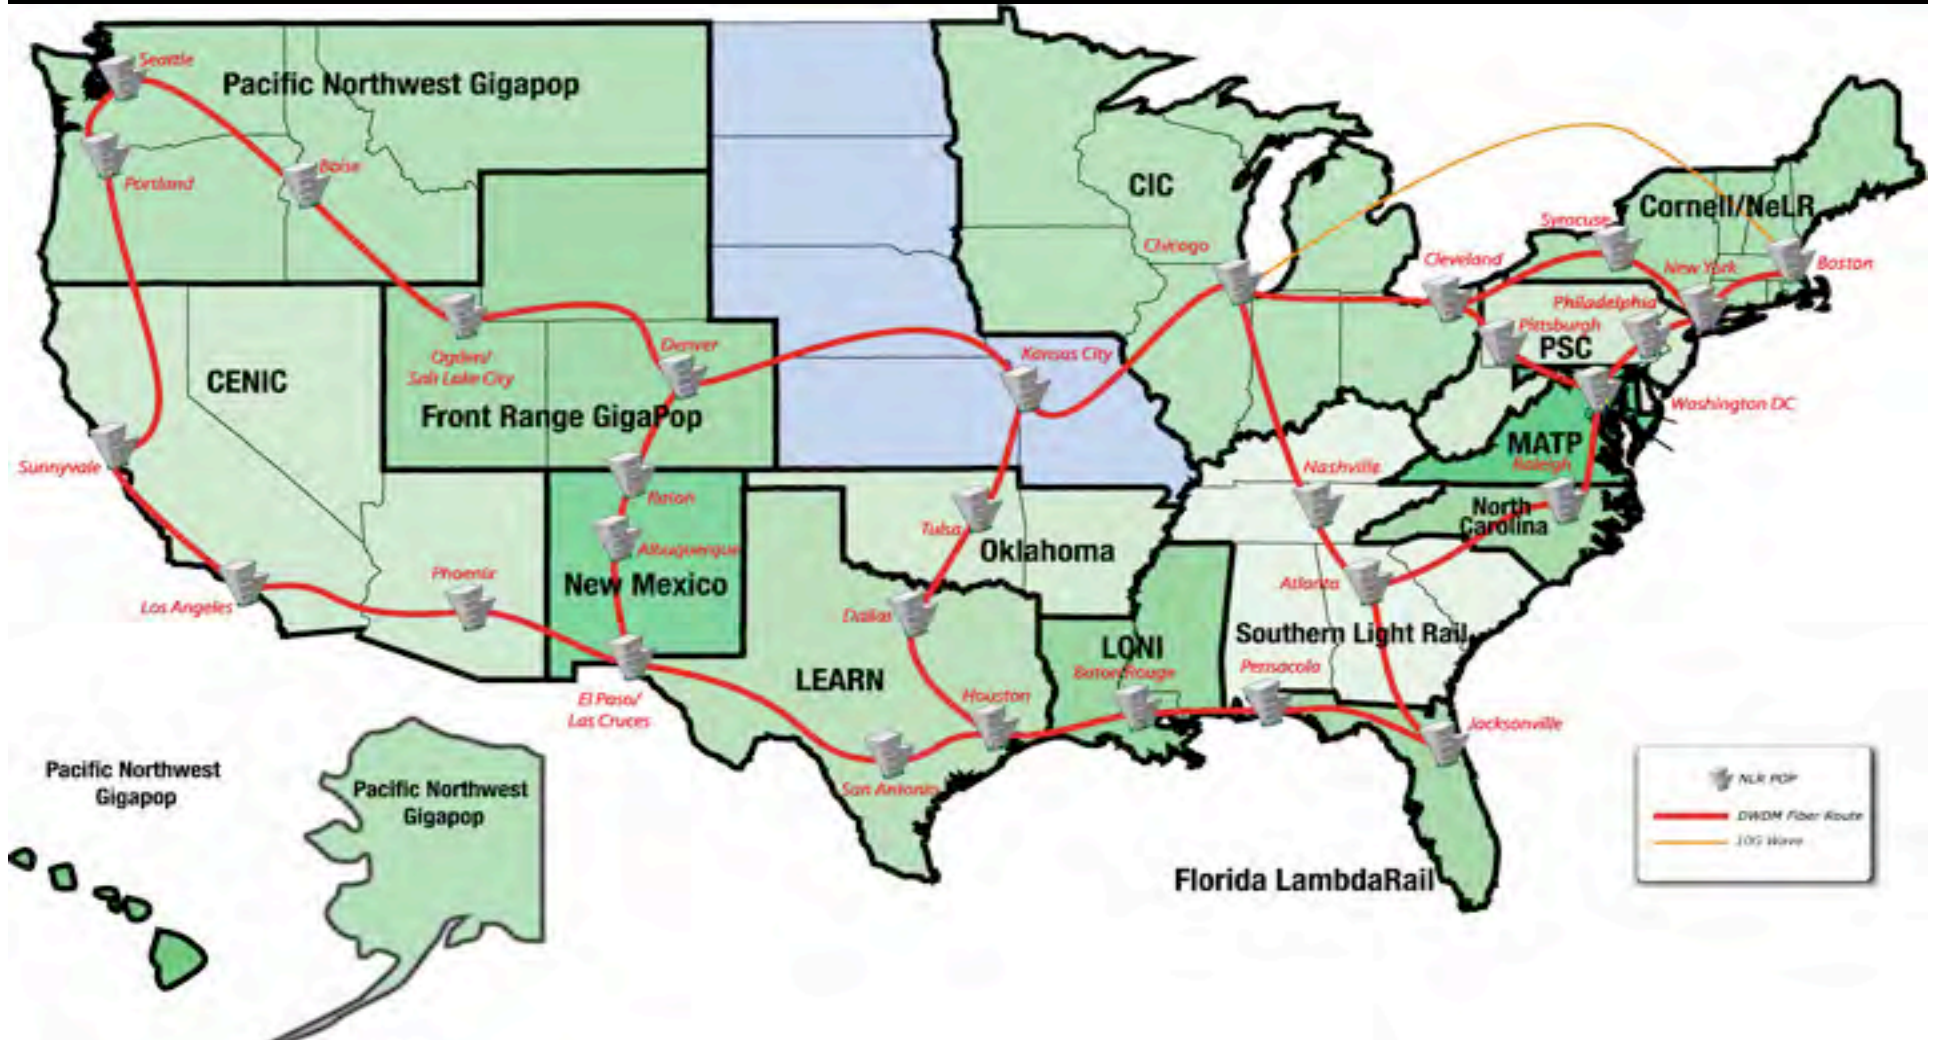 Seattle
Pacific Northwest Gigapop
Boise
Portland
CIC
Cornell/NeLR
Syracuse
Chicago
Cleveland
New York
Boston
Philadelphia
Pittsburgh
PSC
Denver
Kansas City
Ogden/
Salt Lake City
CENIC
Front Range GigaPop
Washington DC
MATP
Raleigh
Sunnyvale
Nashville
Raton
North
Carolina
Tulsa
Oklahoma
Albuquerque
Phoenix
New Mexico
Atlanta
Los Angeles
Dallas
Southern Light Rail
LONI
Baton Rouge
Pensacola
LEARN
El Paso/
Las Cruces
Houston
Jacksonville
San Antonio
Pacific Northwest
Gigapop
Pacific Northwest
Gigapop
NLR POP
DWDM Fiber Route
10G Wave
Florida LambdaRail